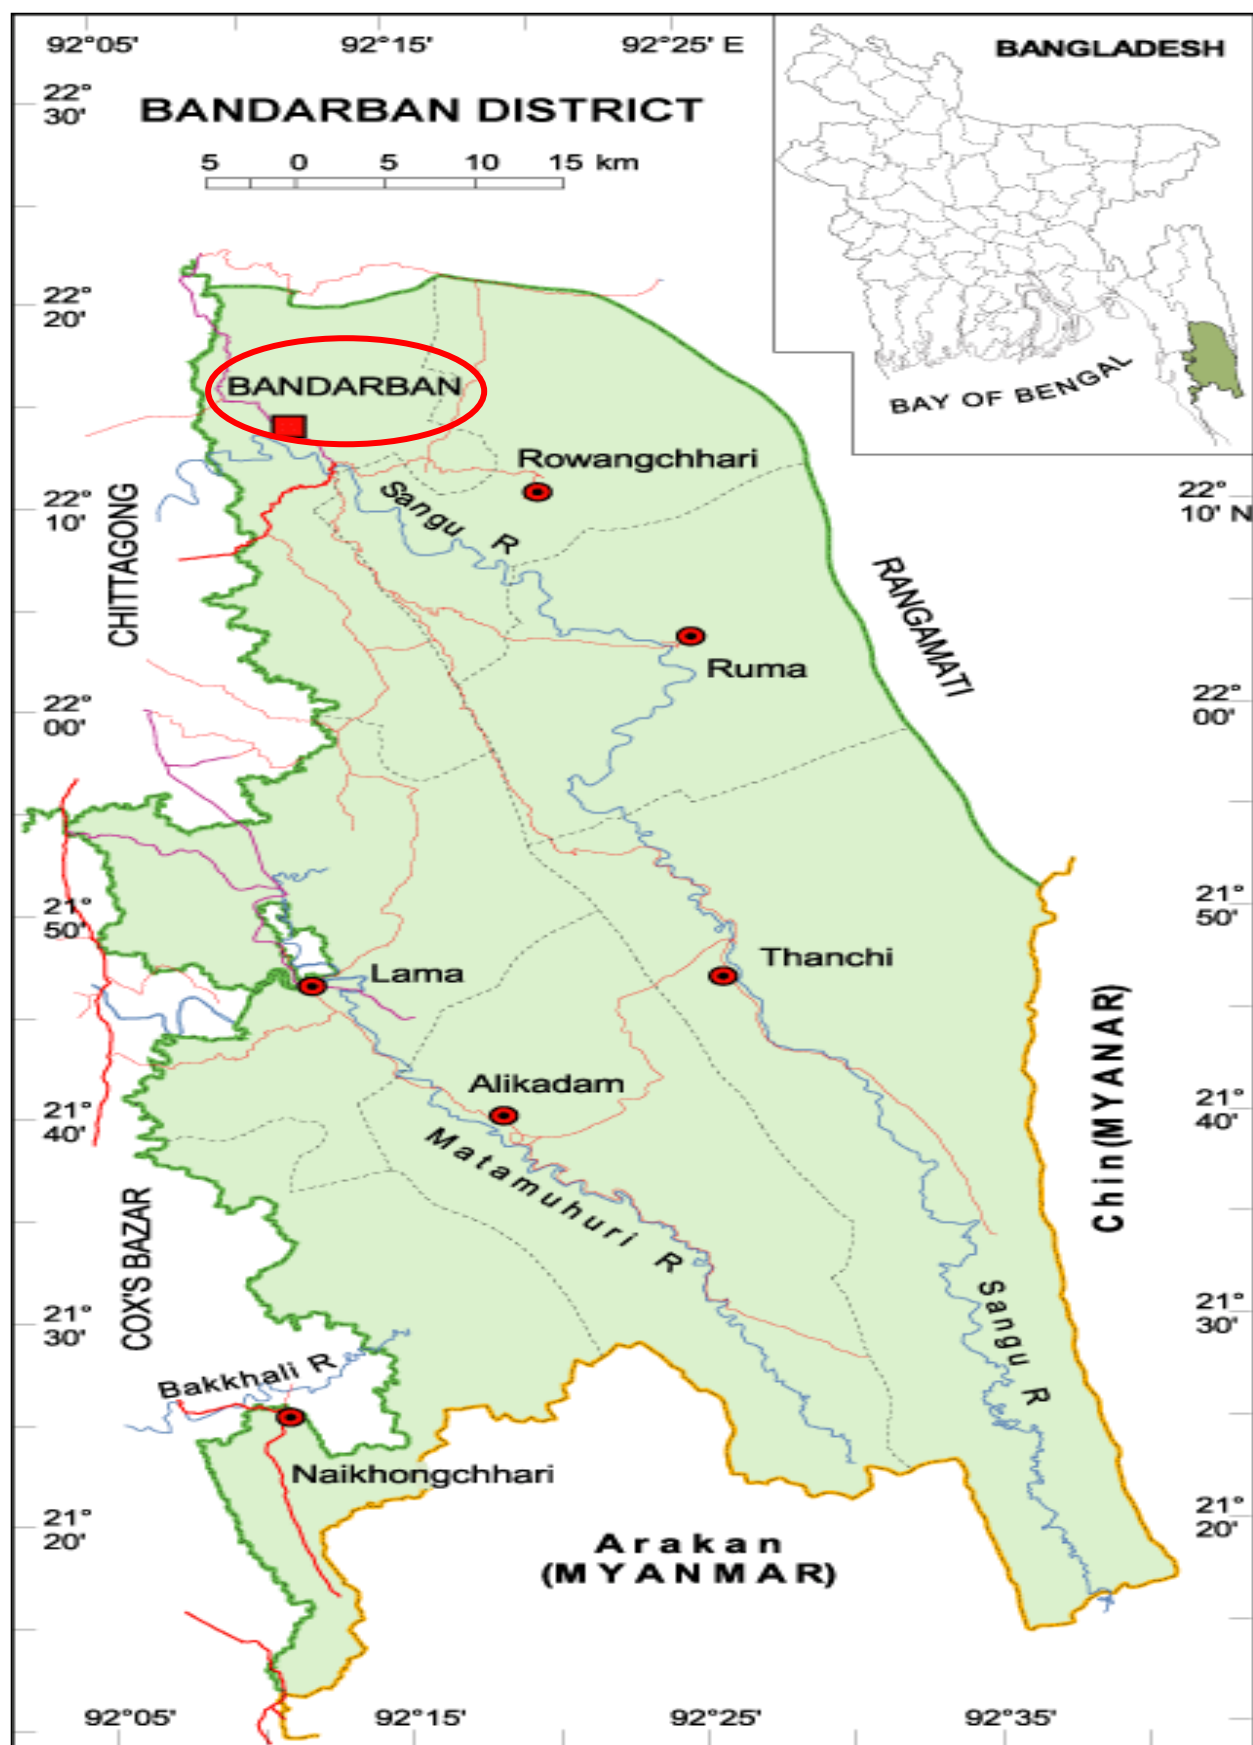 92°05'
92°15'
92°25' E
BANGLADESH
22°
30'
BANDARBAN DISTRICT
5 0 5 10 15 km
22°
20'
BANDARBAN
BAY OF BENGAL
Rowangchhari
22°
10'
22°
10' N
Sangu R
CHITTAGONG
RANGAMATI
Ruma
22°
00'
22°
00'
21°
50'
21°
50'
Thanchi
Lama
Chin(MYANAR)
Alikadam
21°
40'
21°
40'
Matamuhuri R
COX'S BAZAR
Sangu R
21°
30'
21°
30'
Bakkhali R
Naikhongchhari
21°
20'
21°
20'
Arakan
(MYANMAR)
92°05'
92°15'
92°25'
92°35'